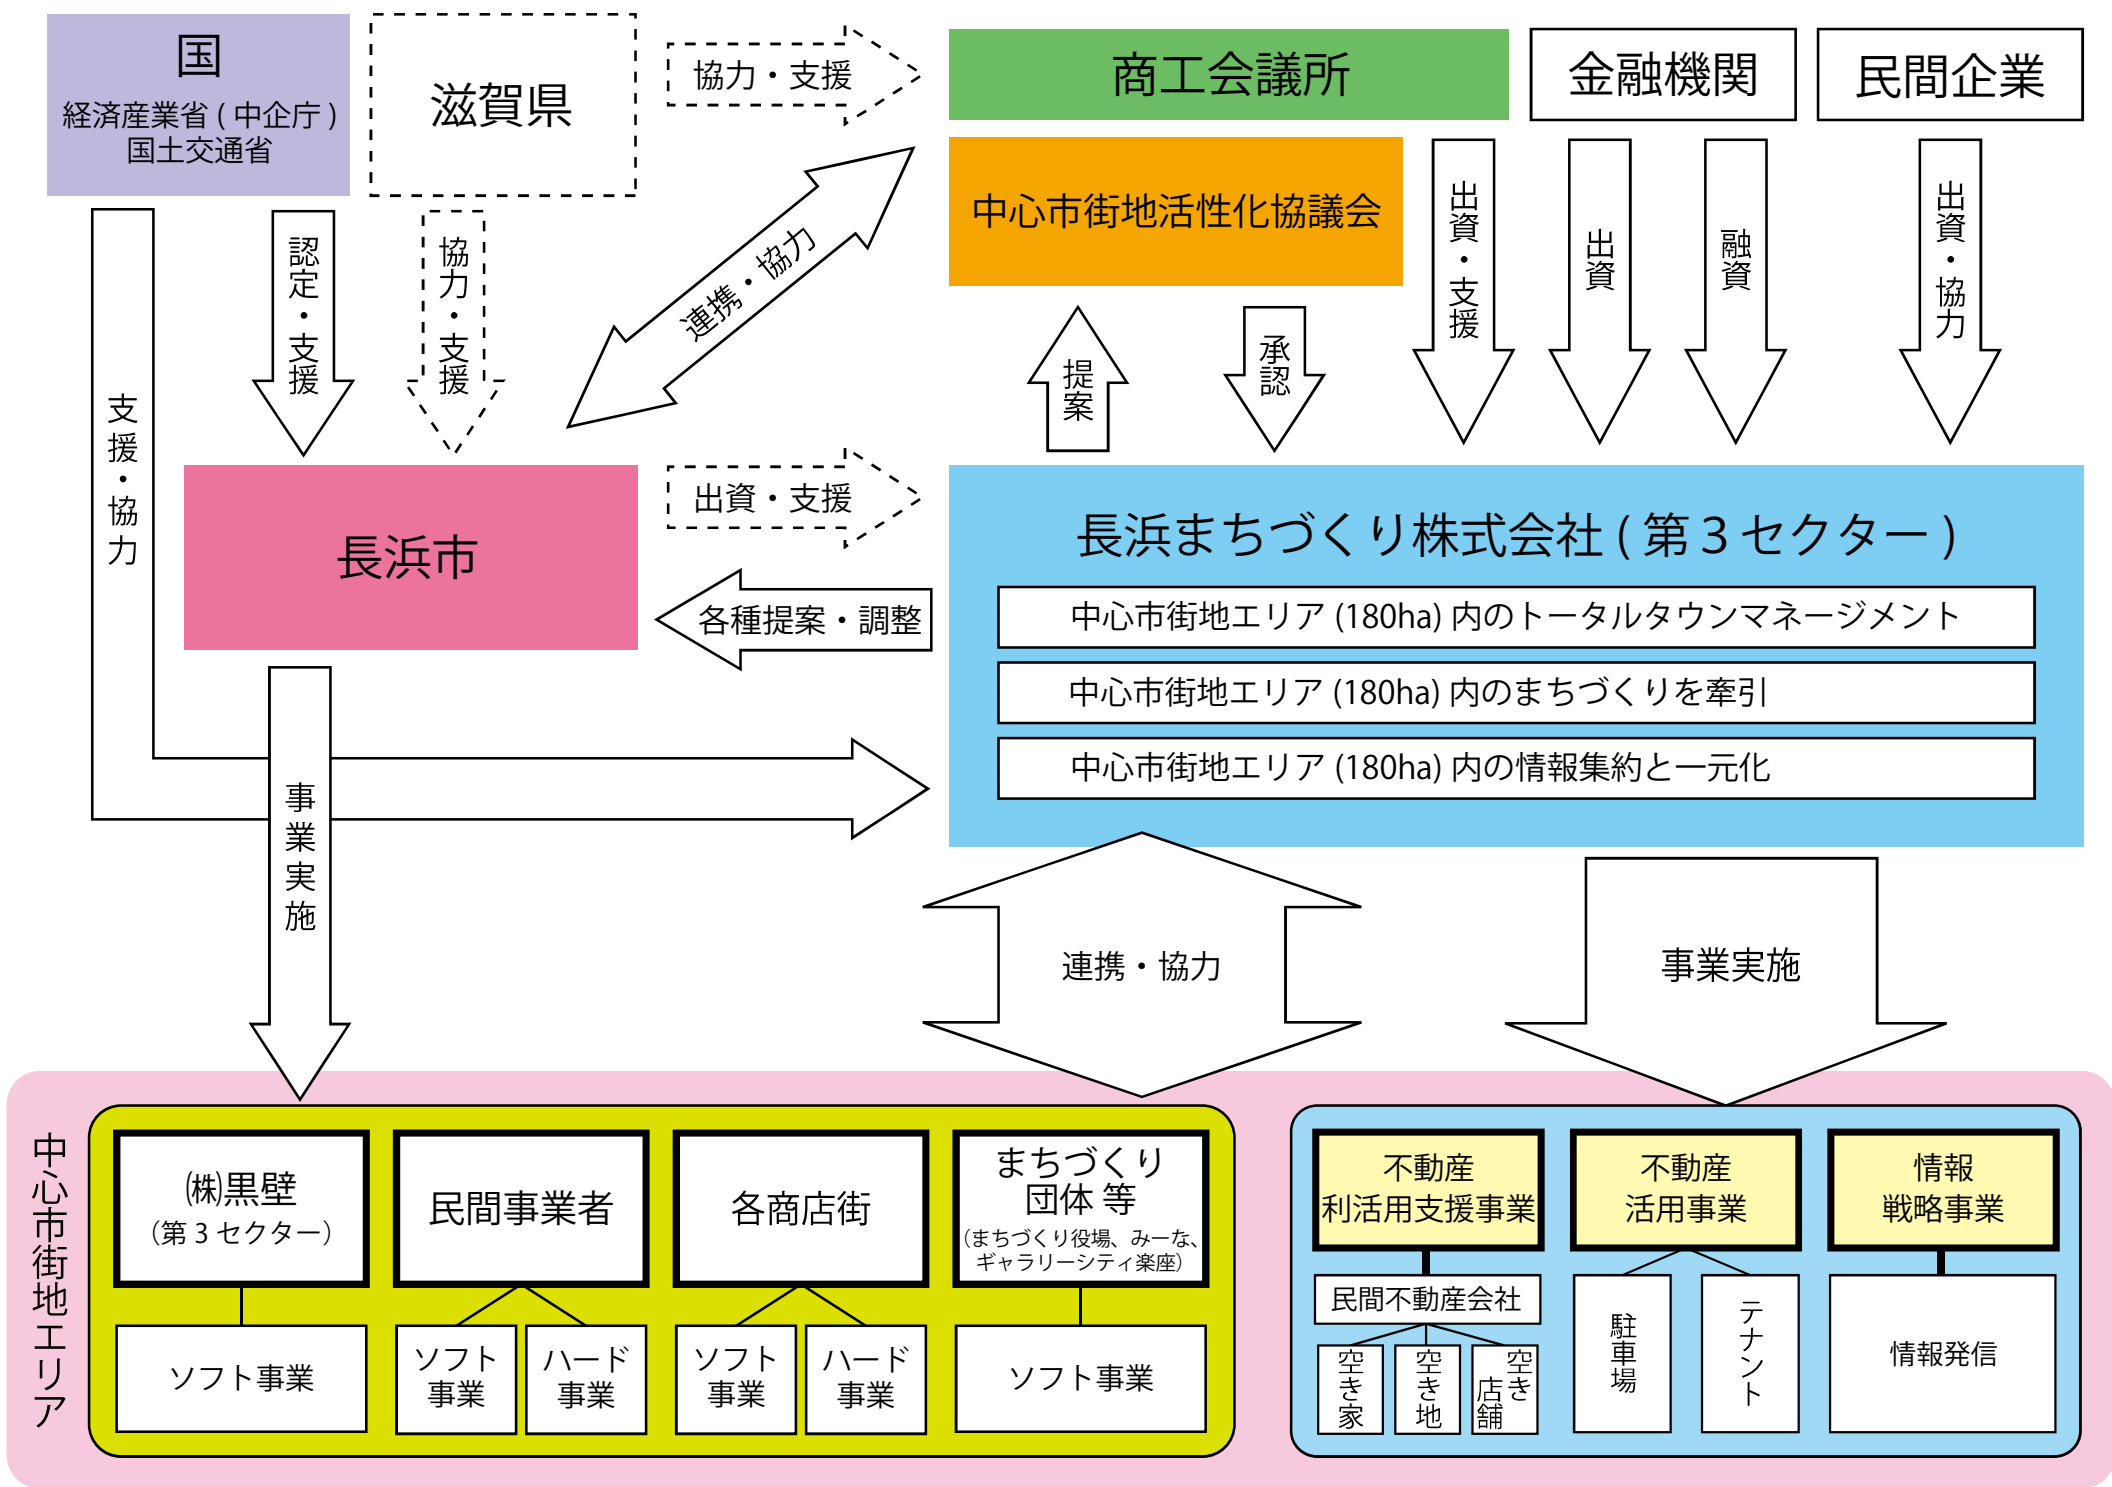 国
経済産業省 ( 中企庁 )
国土交通省
滋賀県
協力・支援
商工会議所
金融機関
民間企業
中心市街地活性化協議会
認定・支援
協力・支援
連携・協力
支援・協力
提案
承認
出資・支援
出資
融資
出資・協力
長浜市
出資・支援
各種提案・調整
長浜まちづくり株式会社 ( 第 3 セクター )
中心市街地エリア (180ha) 内のトータルタウンマネージメント
中心市街地エリア (180ha) 内のまちづくりを牽引
中心市街地エリア (180ha) 内の情報集約と一元化
事業実施
連携・協力
事業実施
中心市街地エリア
㈱黒壁
（第 3 セクター）
ソフト事業
民間事業者
ソフト
事業
ハード
事業
各商店街
ソフト
事業
ハード
事業
まちづくり
団体 等
（まちづくり役場、みーな、
ギャラリーシティ楽座）
ソフト事業
不動産
利活用支援事業
民間不動産会社
空き家
空き地
空き
店舗
不動産
活用事業
駐車場
テナント
情報
戦略事業
情報発信